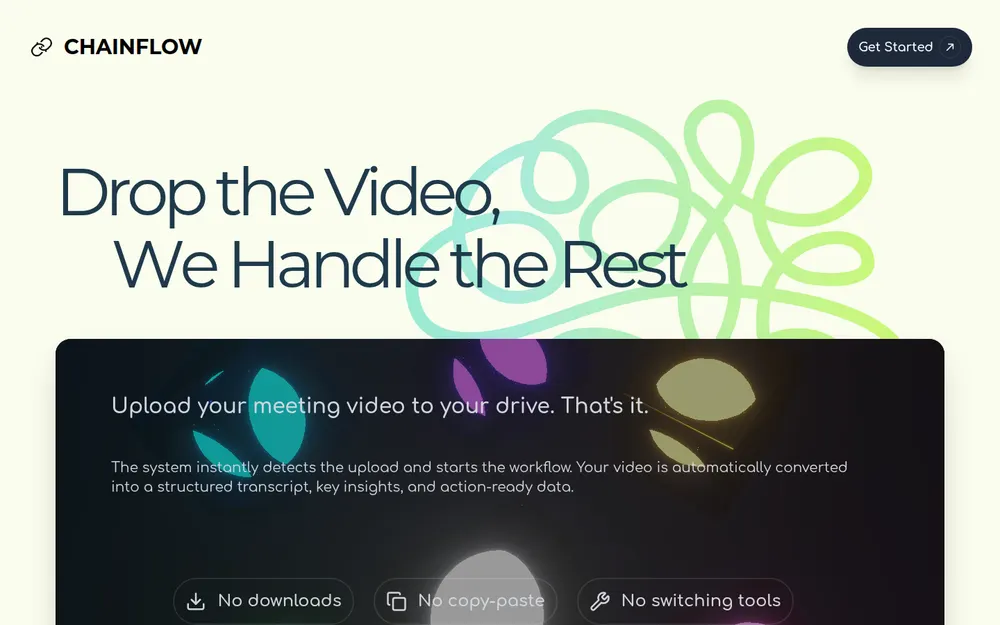 CHAINFLOW
Get Started
Drop the Video,
We Handle the Rest
Upload your meeting video to your drive. That's it.
The system instantly detects the upload and starts the workflow. Your video is automatically converted
into a structured transcript, key insights, and action-ready data.
No downloads
No copy-paste
No switching tools